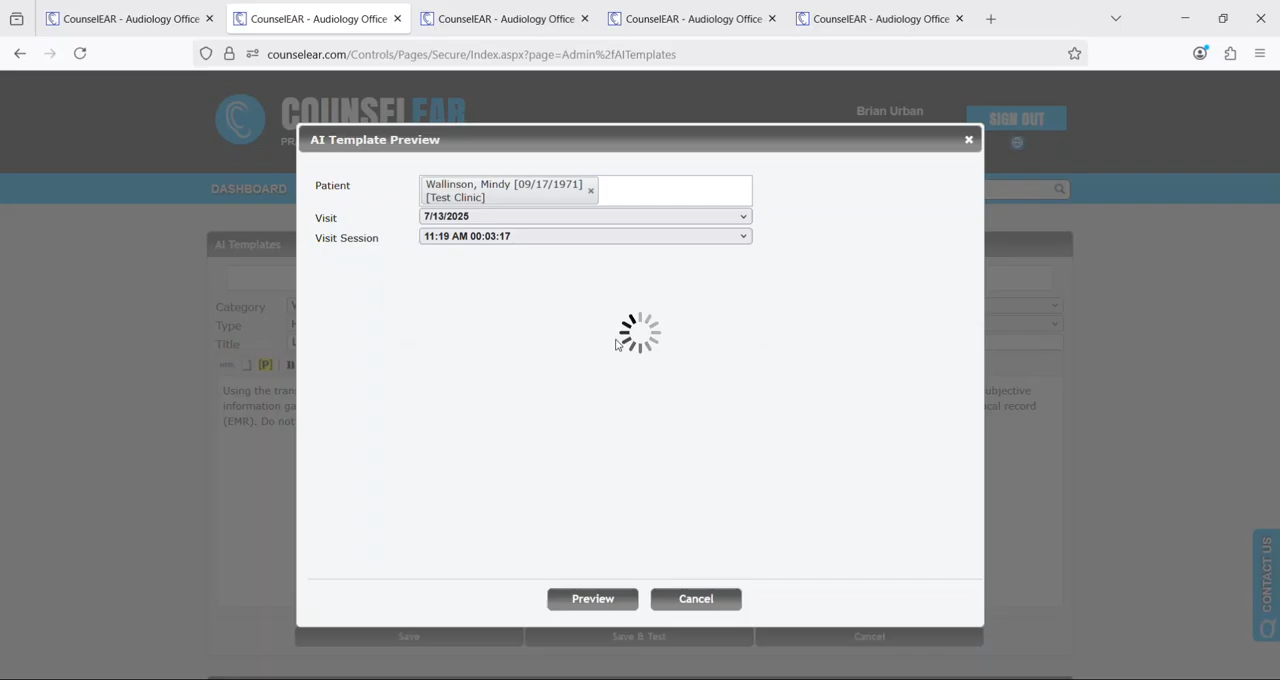 CounselEAR - Audiology Office
CounselEAR - Audiology Office
CounselEAR - Audiology Office
CounselEAR - Audiology Office
CounselEAR - Audiology Office
counselear.com/Controls/Pages/Secure/Index.aspx?page=Admin%2fAITemplates
COUNSELEAR
Brian Urban
SIGN OUT
AI Template Preview
DASHBOARD
Patient
Wallinson, Mindy [09/17/1971]
[Test Clinic]
Visit
7/13/2025
Visit Session
11:19 AM 00:03:17
AI Templates
Category
Type
Title
HTML
[P]
Using the
information
(EMR). Do not
subjective
record
Preview
Cancel
Save
Save & Test
Cancel
CONTACT US